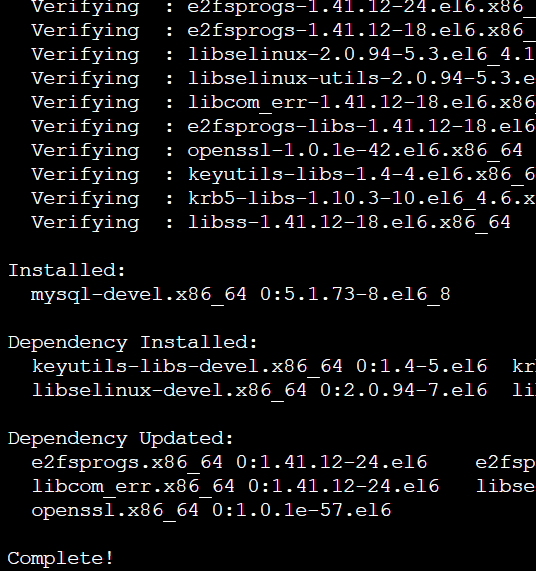 Verifying : e2fsprogs-1.41.12-24.el6.x86_
Verifying : e2fsprogs-1.41.12-18.el6.x86_
Verifying : libselinux-2.0.94-5.3.el6_4.1
Verifying : libselinux-utils-2.0.94-5.3.e
Verifying : libcom_err-1.41.12-18.el6.x86
Verifying : e2fsprogs-libs-1.41.12-18.el6
Verifying : openssl-1.0.1e-42.el6.x86_64
Verifying : keyutils-libs-1.4-4.el6.x86_6
Verifying : krb5-libs-1.10.3-10.el6_4.6.x
Verifying : libss-1.41.12-18.el6.x86_64
Installed:
mysql-devel.x86_64 0:5.1.73-8.el6_8
Dependency Installed:
keyutils-libs-devel.x86_64 0:1.4-5.el6 kr
libselinux-devel.x86_64 0:2.0.94-7.el6 li
Dependency Updated:
e2fsprogs.x86_64 0:1.41.12-24.el6 e2fsp
libcom_err.x86_64 0:1.41.12-24.el6 libse
openssl.x86_64 0:1.0.1e-57.el6
Complete!